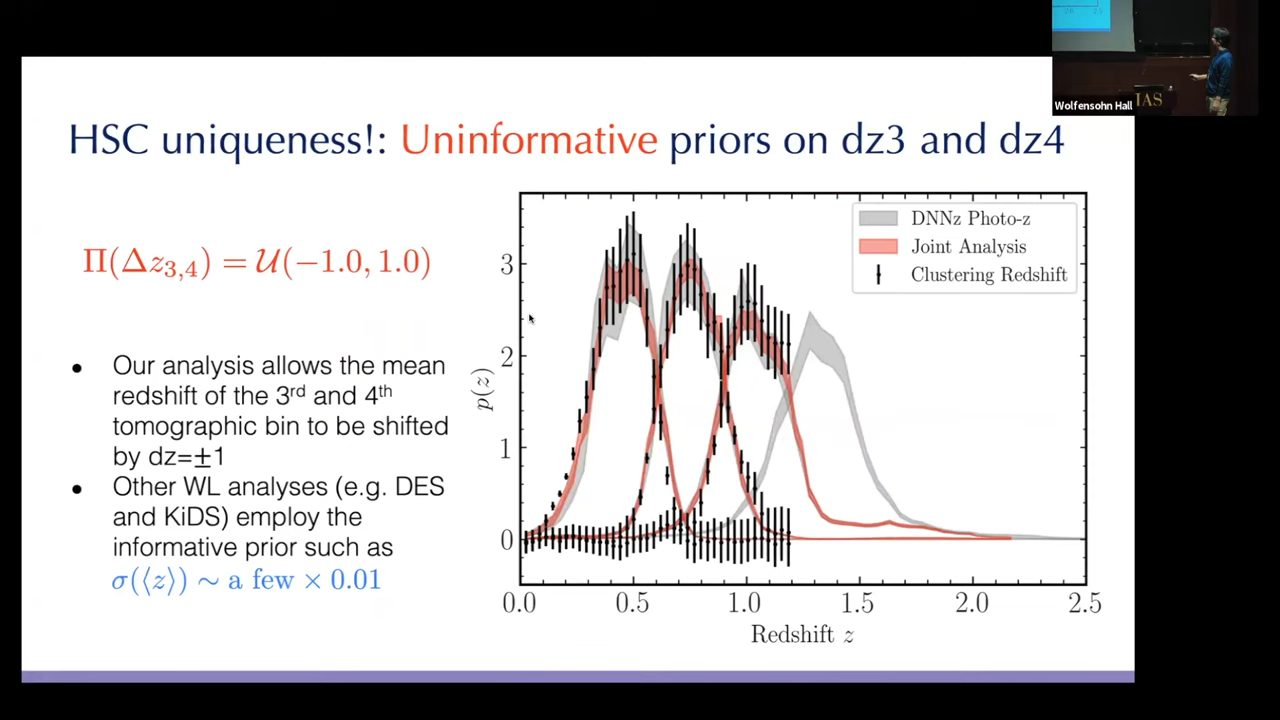 HSC uniqueness!: Uninformative priors on dz3 and dz4
Π(Δz₃,₄) = 𝒰(−1.0, 1.0)
• Our analysis allows the mean
redshift of the 3rd and 4th
tomographic bin to be shifted
by dz=±1
• Other WL analyses (e.g. DES
and KiDS) employ the
informative prior such as
σ(⟨z⟩) ∼ a few × 0.01
DNNz Photo-z
Joint Analysis
Clustering Redshift
p(z)
3
2
1
0
0.0 0.5 1.0 1.5 2.0 2.5
Redshift z
Wolfensohn Hall
IAS